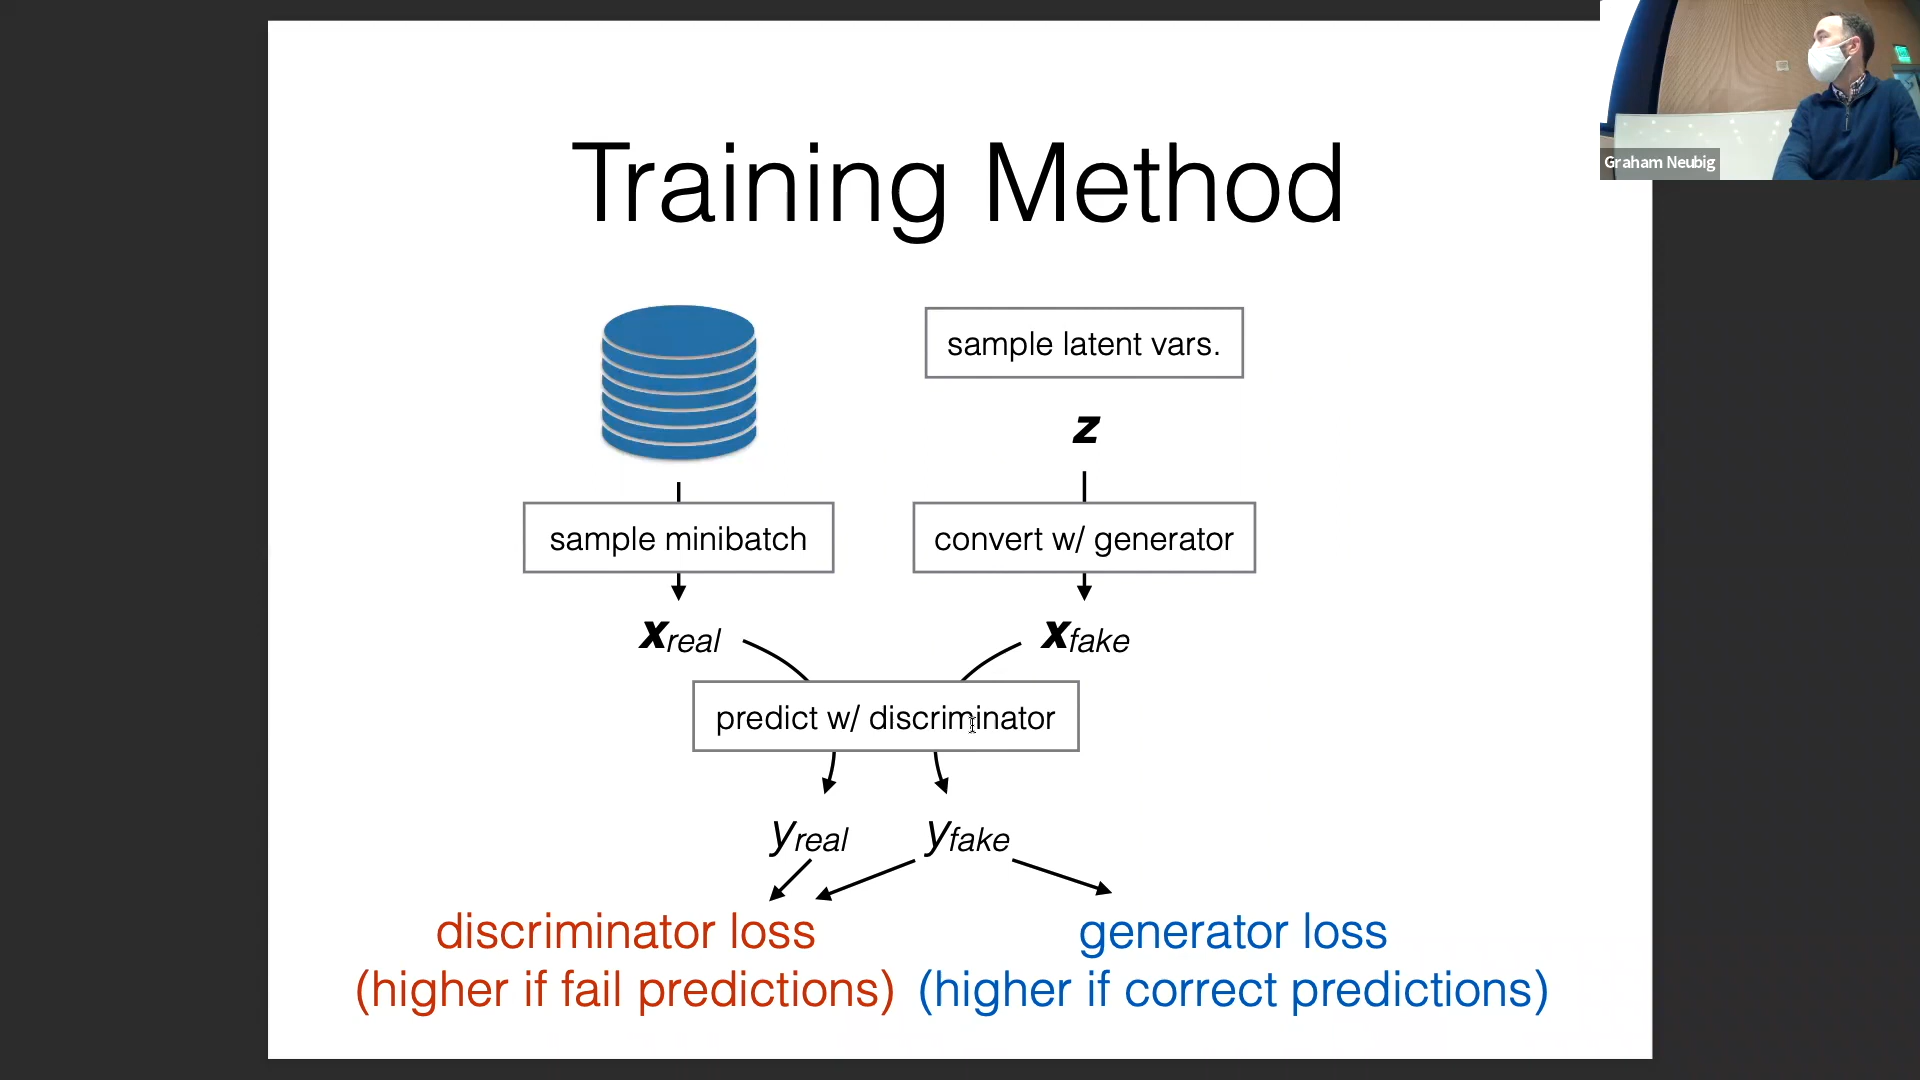 Graham Neubig
Training Method
sample latent vars.
z
sample minibatch
convert w/ generator
xreal
xfake
predict w/ discriminator
yreal
yfake
discriminator loss
(higher if fail predictions)
generator loss
(higher if correct predictions)